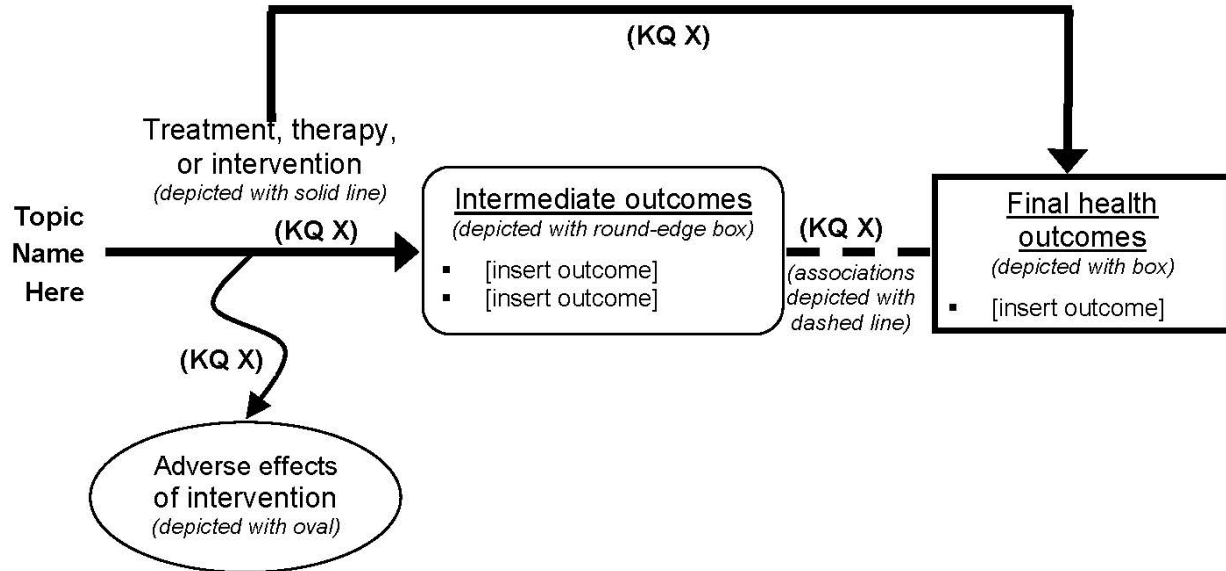 (KQ X)
Treatment, therapy,
or intervention
(depicted with solid line)
Topic
Name
Here
(KQ X)
Intermediate outcomes
(depicted with round-edge box)
▪ [insert outcome]
▪ [insert outcome]
(KQ X)
(associations
depicted with
dashed line)
Final health
outcomes
(depicted with box)
▪ [insert outcome]
(KQ X)
Adverse effects
of intervention
(depicted with oval)